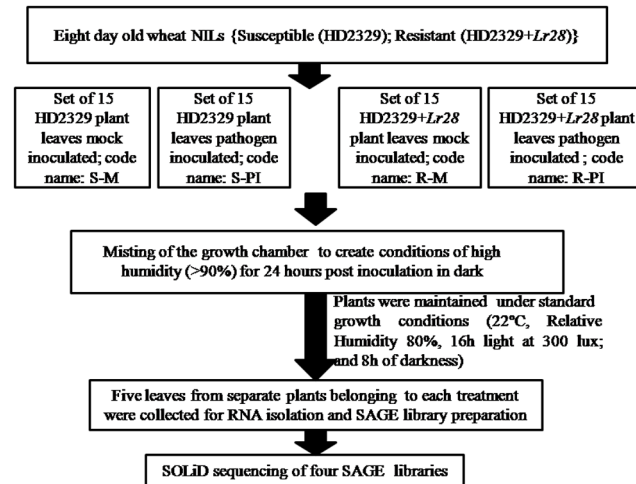 Eight day old wheat NILs {Susceptible (HD2329); Resistant (HD2329+Lr28)}
Set of 15
HD2329 plant
leaves mock
inoculated; code
name: S-M
Set of 15
HD2329 plant
leaves pathogen
inoculated; code
name: S-PI
Set of 15
HD2329+Lr28
plant leaves mock
inoculated; code
name: R-M
Set of 15
HD2329+Lr28 plant
leaves pathogen
inoculated ; code
name: R-PI
Misting of the growth chamber to create conditions of high
humidity (>90%) for 24 hours post inoculation in dark
Plants were maintained under standard
growth conditions (22ºC, Relative
Humidity 80%, 16h light at 300 lux;
and 8h of darkness)
Five leaves from separate plants belonging to each treatment
were collected for RNA isolation and SAGE library preparation
SOLiD sequencing of four SAGE libraries